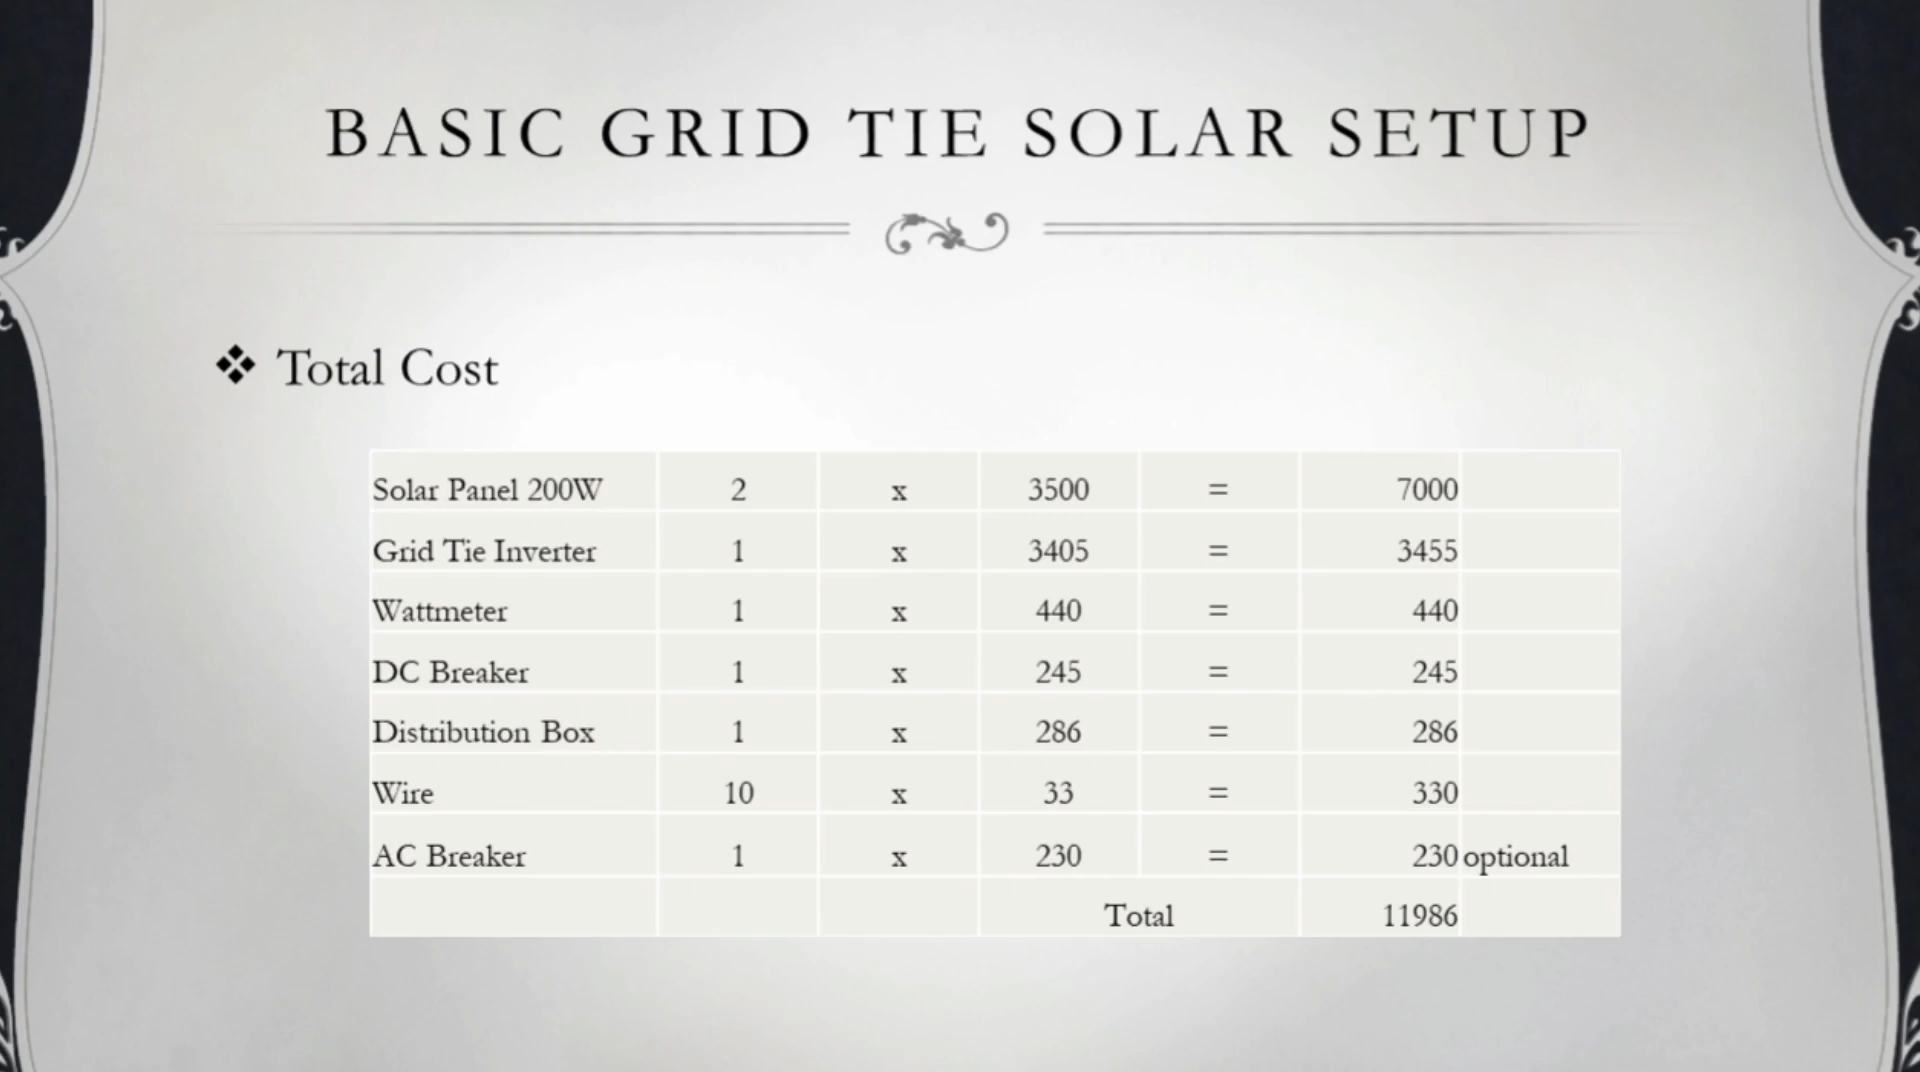 BASIC GRID TIE SOLAR SETUP
❖ Total Cost
Solar Panel 200W 2 x 3500 = 7000
Grid Tie Inverter 1 x 3405 = 3455
Wattmeter 1 x 440 = 440
DC Breaker 1 x 245 = 245
Distribution Box 1 x 286 = 286
Wire 10 x 33 = 330
AC Breaker 1 x 230 = 230 optional
Total 11986